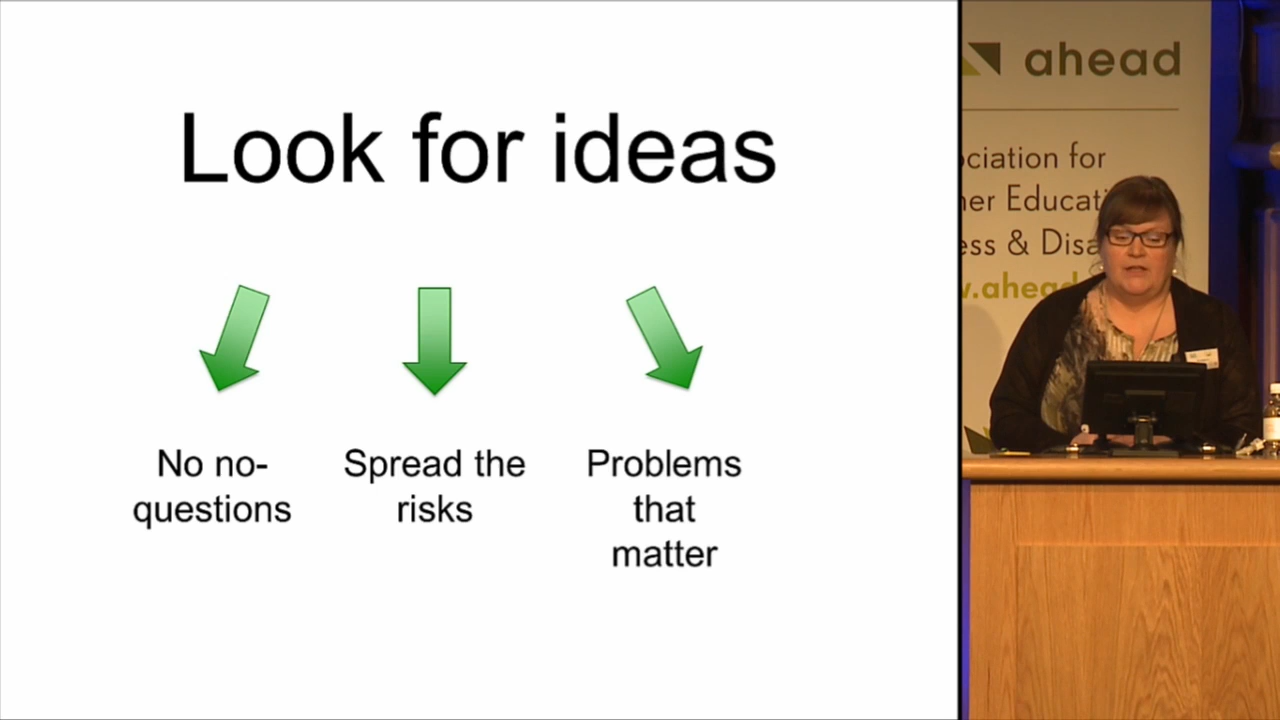 Look for ideas
No no-
questions
Spread the
risks
Problems
that
matter
ahead
ociation for
Educati
ess & Disa
.ahead